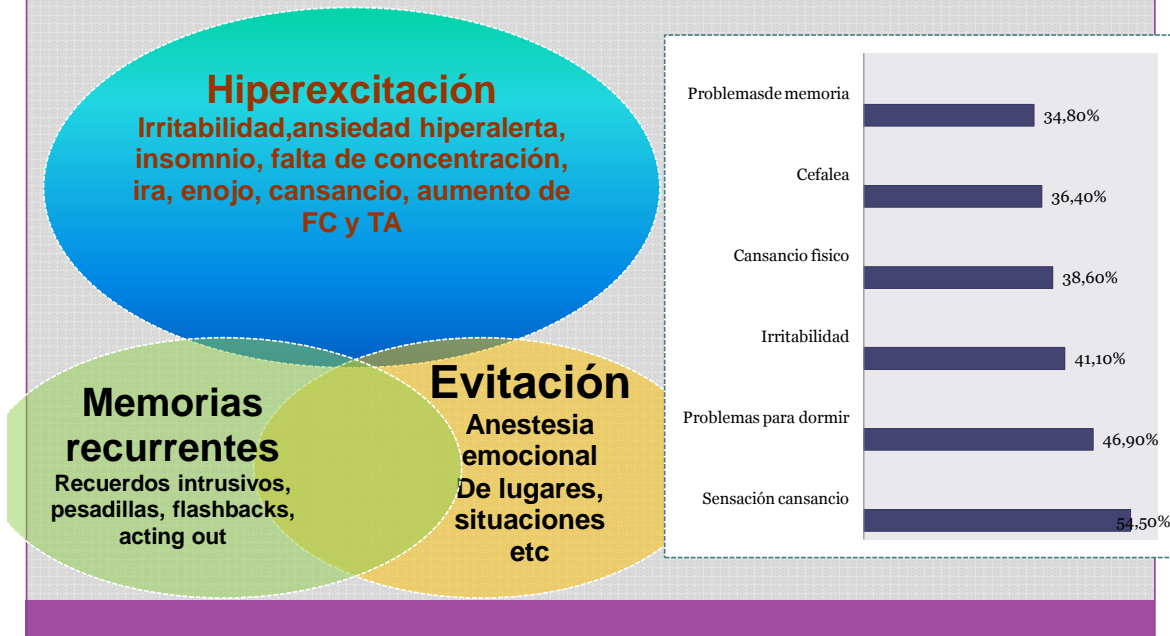 Hiperexcitación
Irritabilidad,ansiedad hiperalerta,
insomnio, falta de concentración,
ira, enojo, cansancio, aumento de
FC y TA
Memorias
recurrentes
Recuerdos intrusivos,
pesadillas, flashbacks,
acting out
Evitación
Anestesia
emocional
De lugares,
situaciones
etc
Problemasde memoria
34,80%
Cefalea
36,40%
Cansancio fisico
38,60%
Irritabilidad
41,10%
Problemas para dormir
46,90%
Sensación cansancio
54,50%